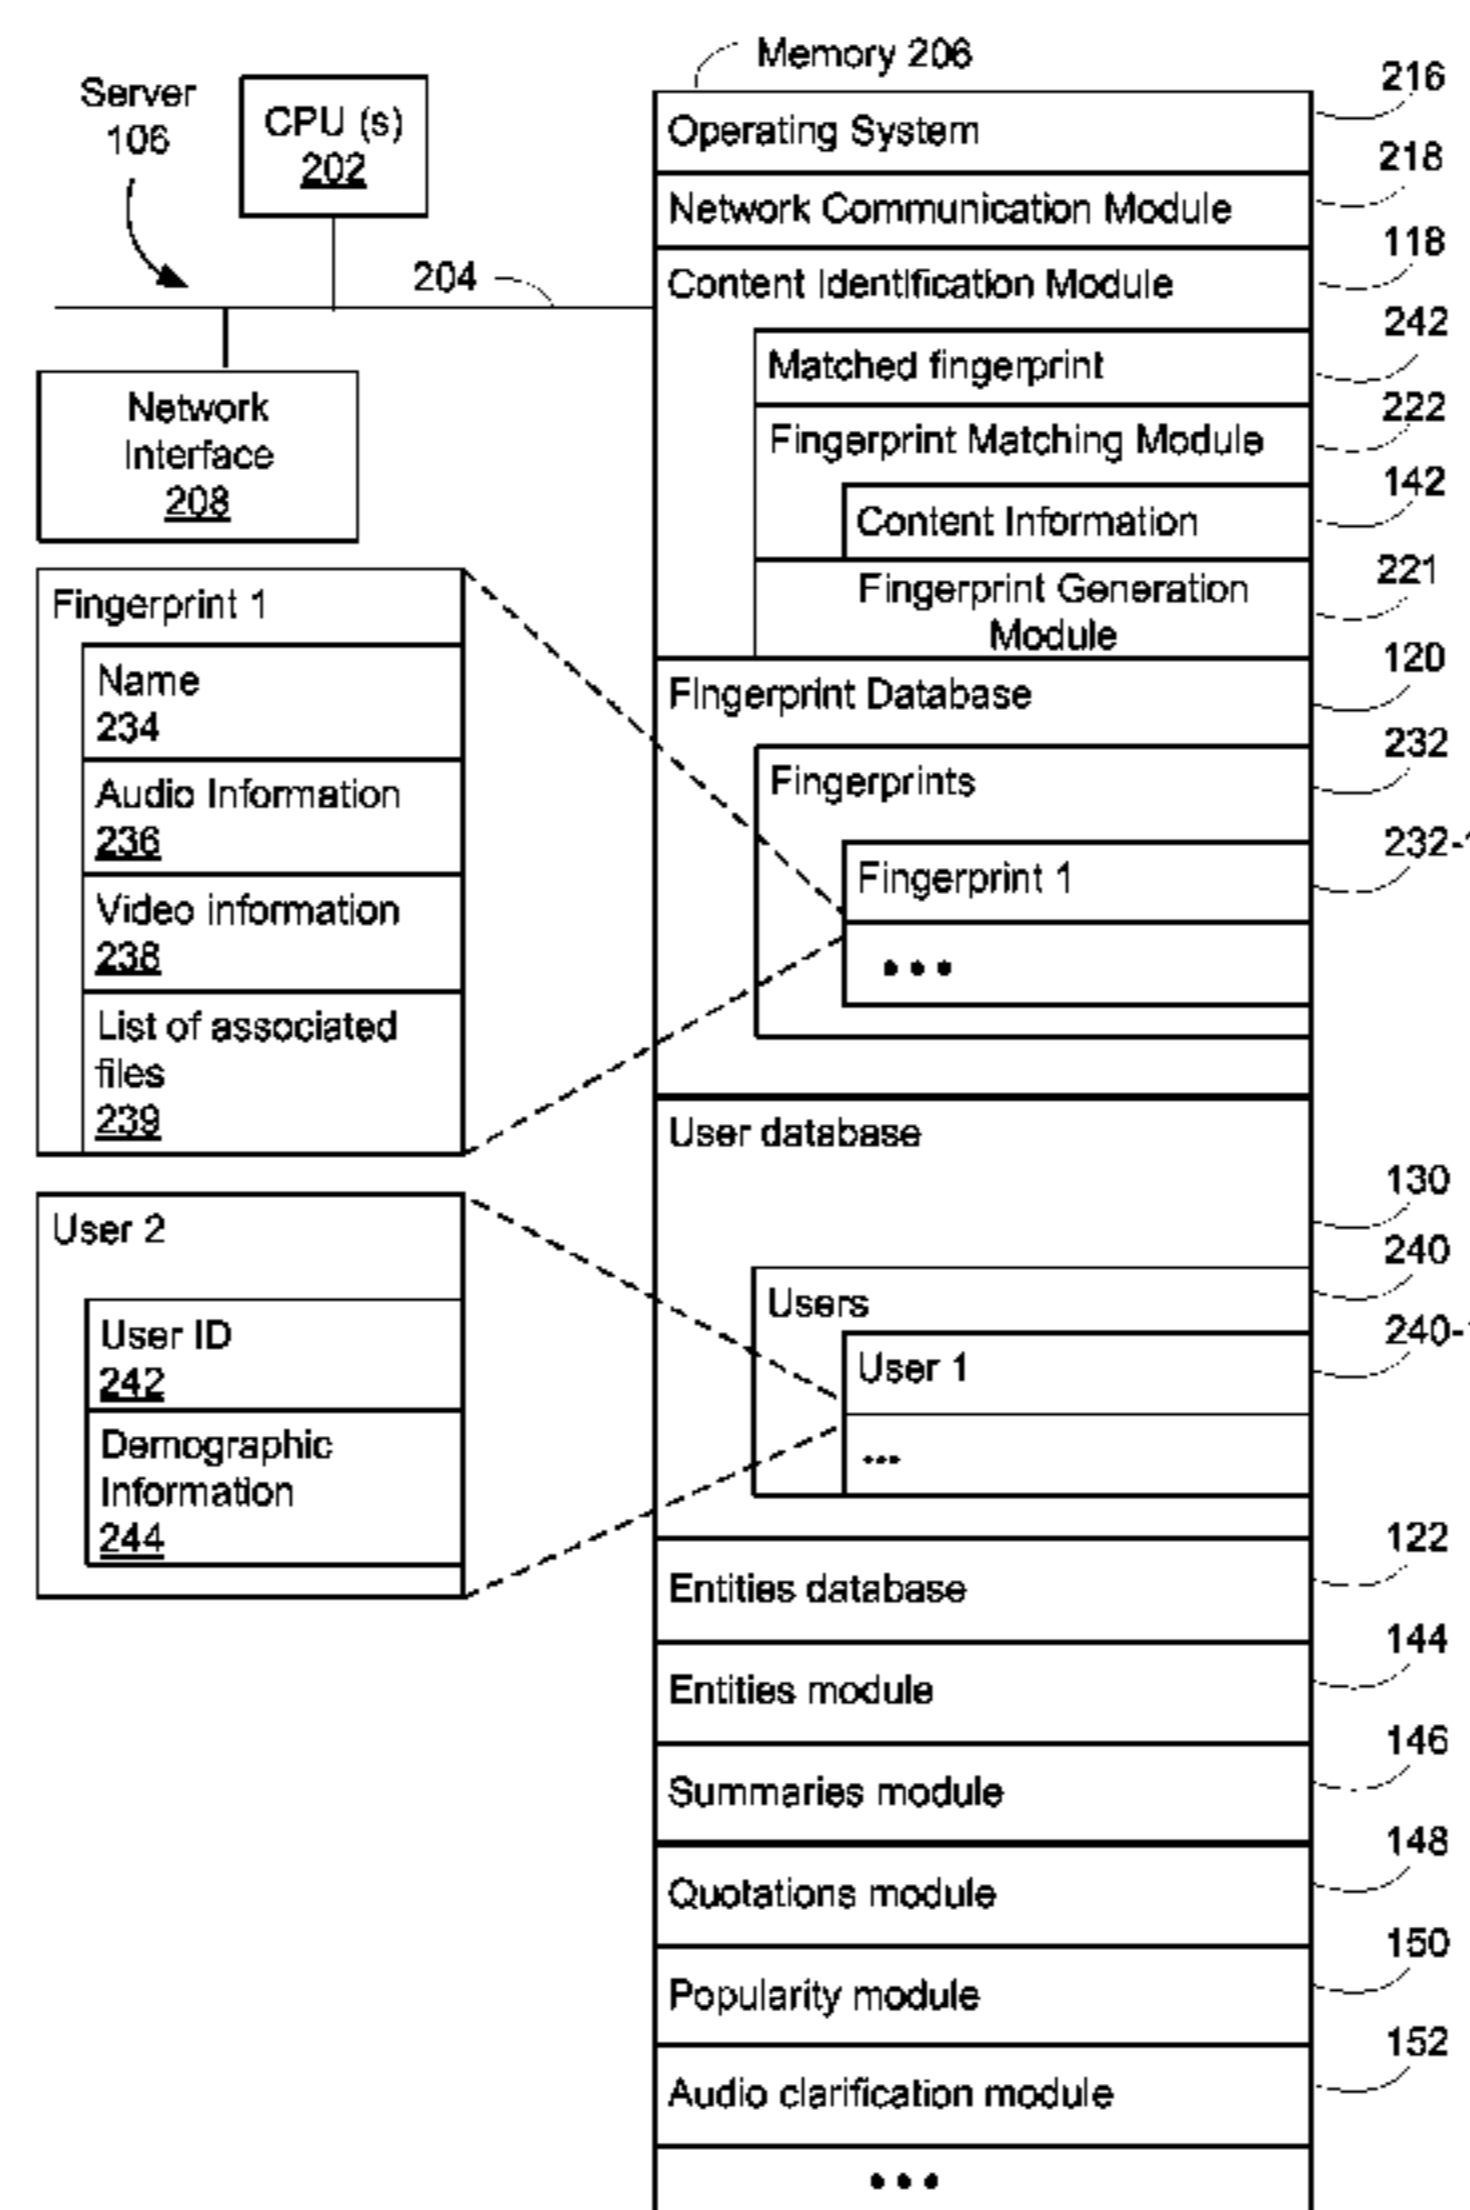 Server
106
CPU (s)
202
204
Network
Interface
208
Fingerprint 1
Name
234
Audio Information
236
Video information
238
List of associated
files
239
User 2
User ID
242
Demographic
Information
244
Memory 206
Operating System
216
Network Communication Module
218
Content Identification Module
118
Matched fingerprint
242
Fingerprint Matching Module
222
Content Information
142
Fingerprint Generation
Module
221
Fingerprint Database
120
Fingerprints
232
Fingerprint 1
232-1
•••
User database
130
Users
240
User 1
240-1
...
Entities database
122
Entities module
144
Summaries module
146
Quotations module
148
Popularity module
150
Audio clarification module
152
•••